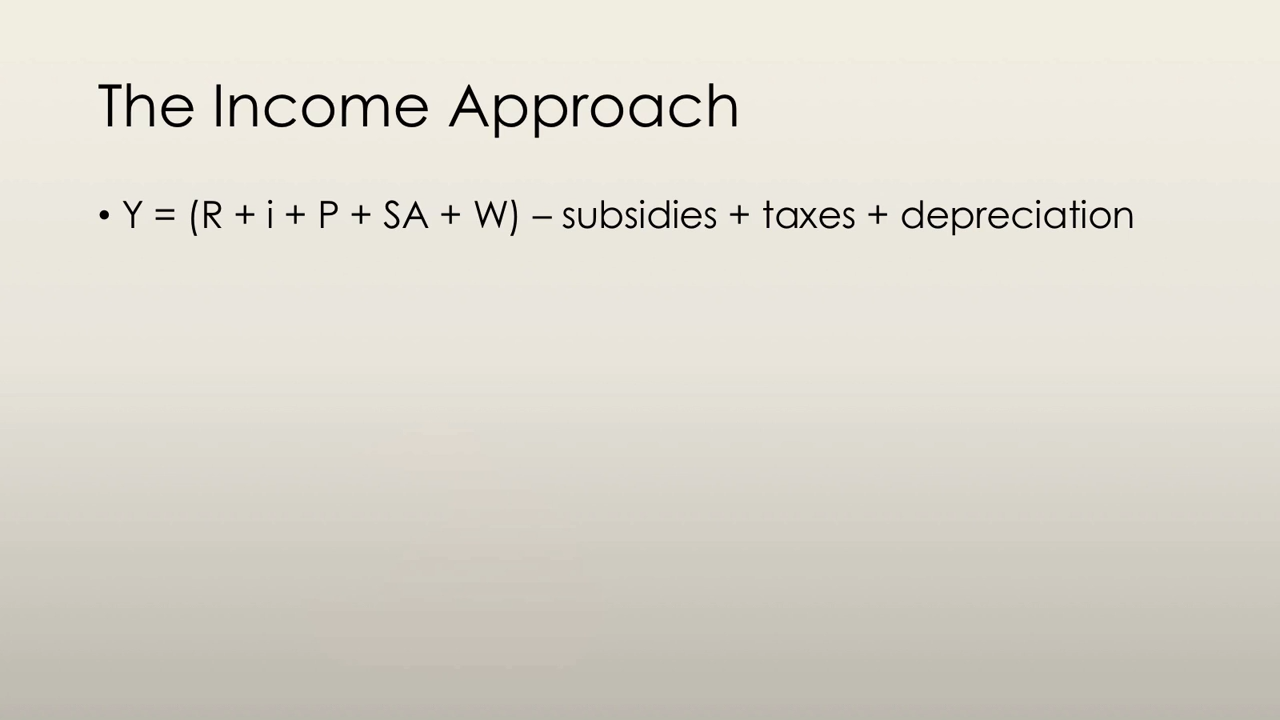 The Income Approach
• Y = (R + i + P + SA + W) – subsidies + taxes + depreciation